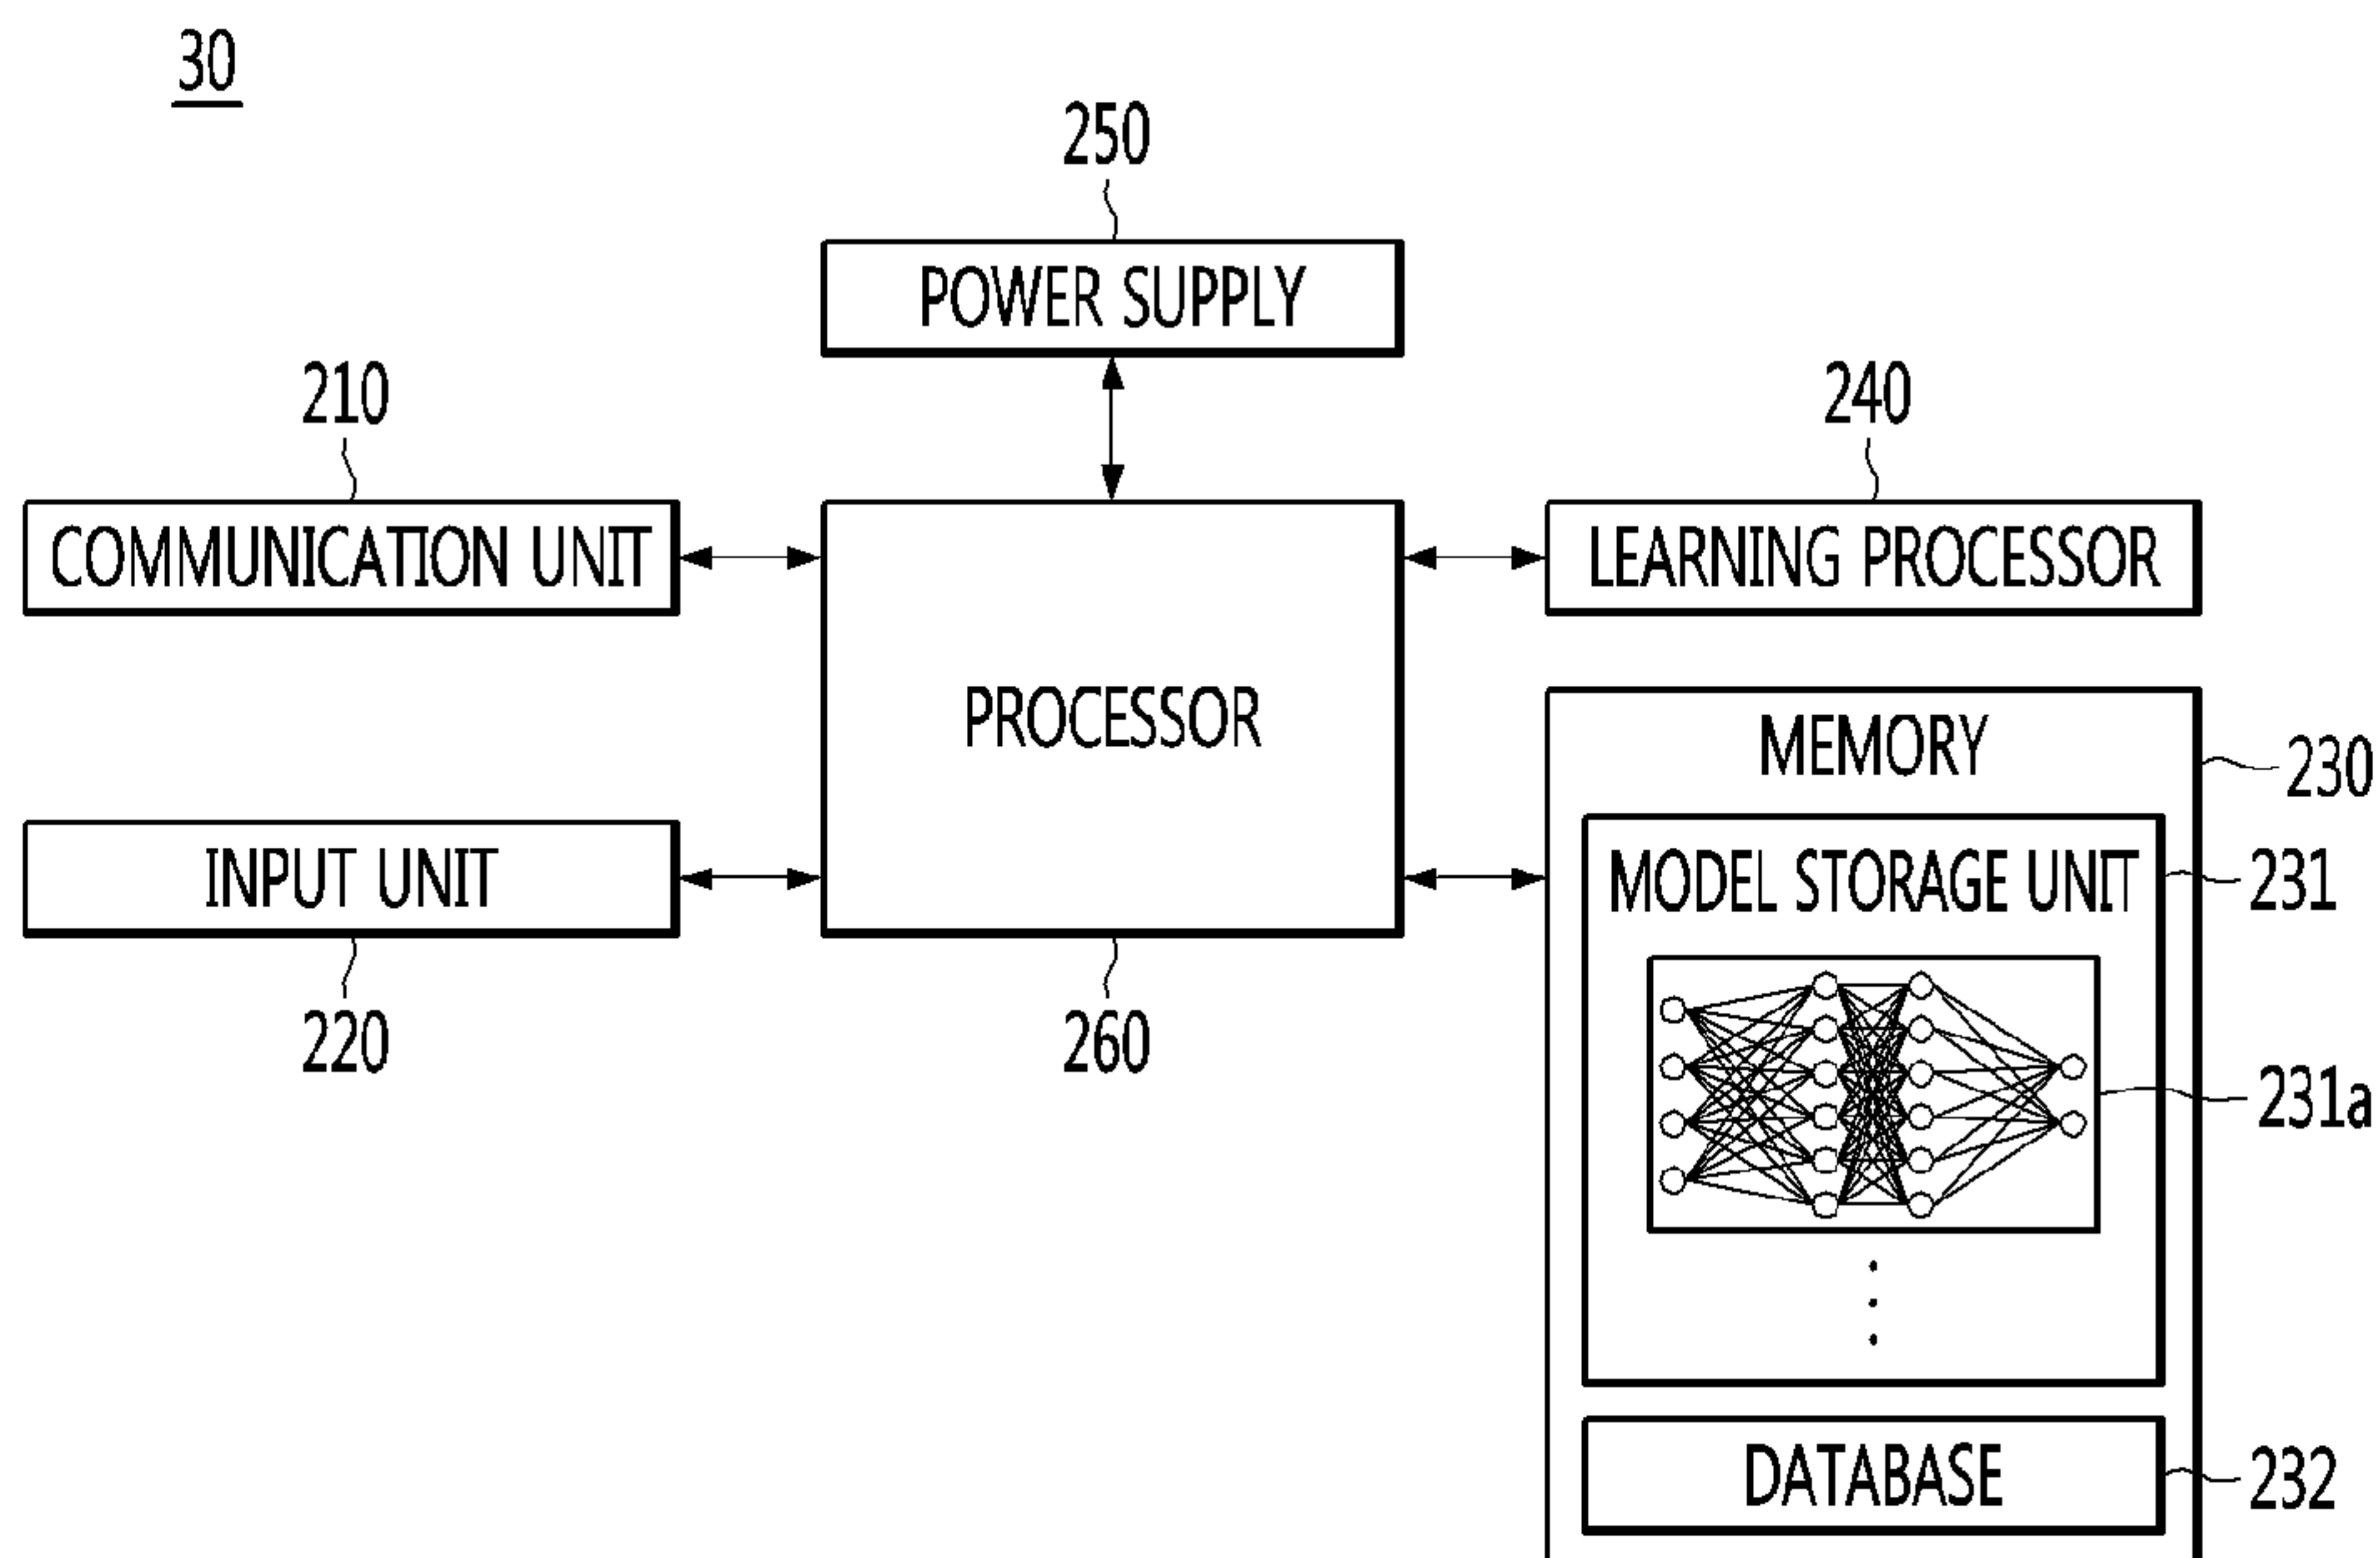 30
250
POWER SUPPLY
210
240
COMMUNICATION UNIT
LEARNING PROCESSOR
PROCESSOR
MEMORY
230
INPUT UNIT
MODEL STORAGE UNIT
231
220
260
231a
DATABASE
232